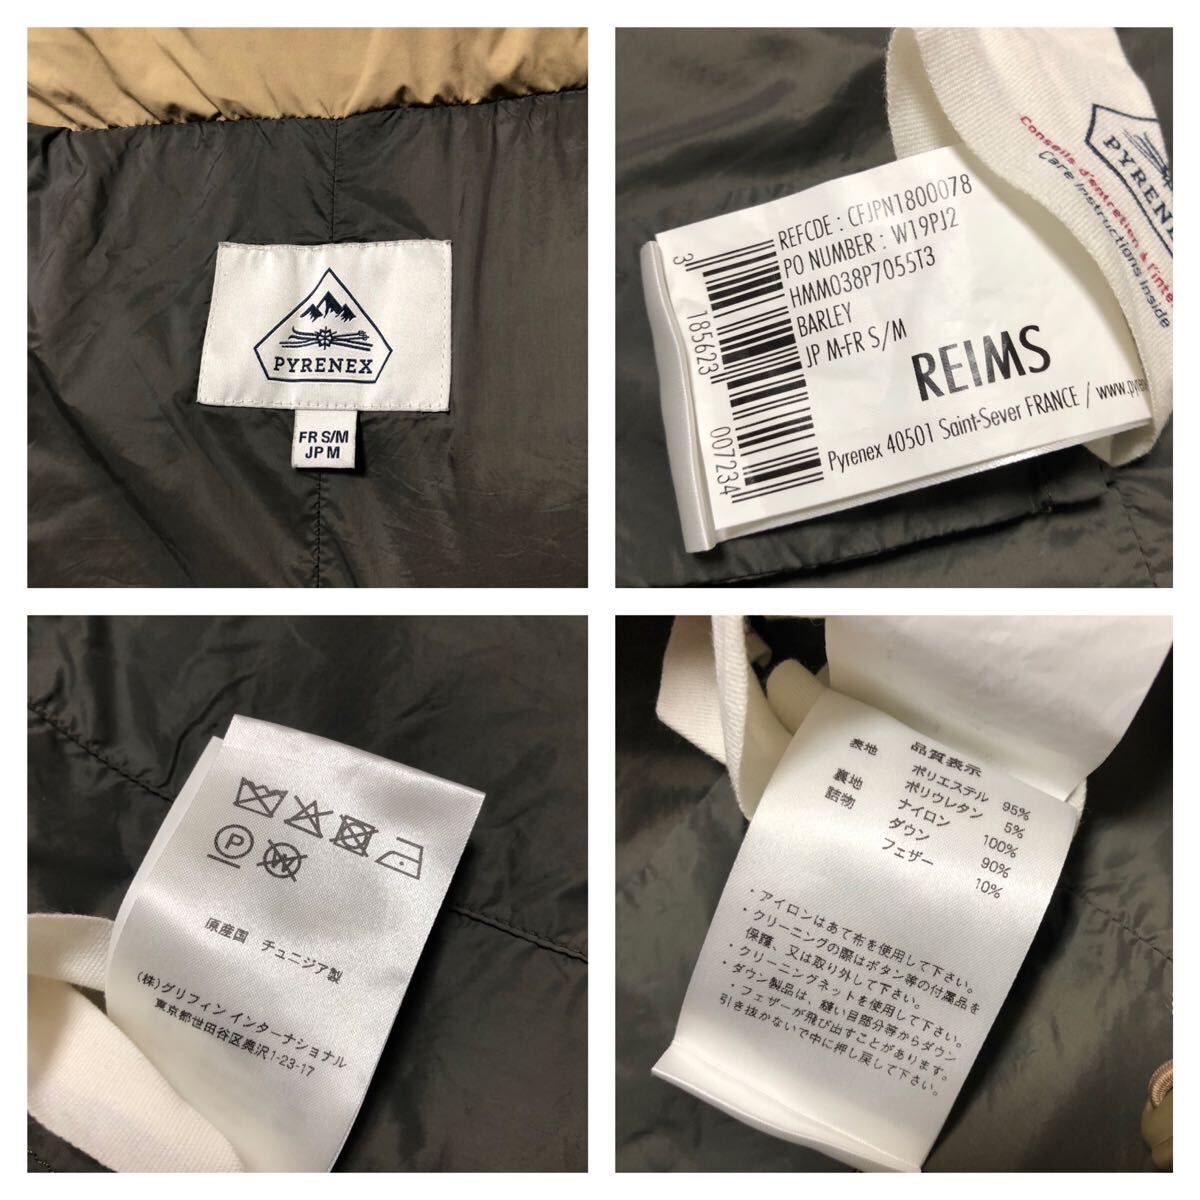 PYRENEX
FR S/M
JP M
REFCDE : CFJPN1800078
PO NUMBER : W19PJ2
HMM038P7055T3
BARLEY
JP M-FR S/M
REIMS
Pyrenex 40501 Saint-Sever FRANCE / www.pyrenex
3 185623 007234
PYRENEX
Conseils d'entretien à l'inte
Care Instructions Inside
P
W
原産国 チュニジア製
(株)グリフィン インターナショナル
東京都世田谷区奥沢1-23-17
品質表示
表地 ポリエステル 95%
ポリウレタン 5%
裏地 ナイロン 100%
詰物 ダウン 90%
フェザー 10%
・アイロンはあて布を使用して下さい。
・クリーニングの際はボタン等の付属品を
保護、又は取り外して下さい。
・クリーニングネットを使用して下さい。
・ダウン製品は、縫い目部分等からダウン
・フェザーが飛び出すことがあります。
引き抜かないで中に押し戻して下さい。